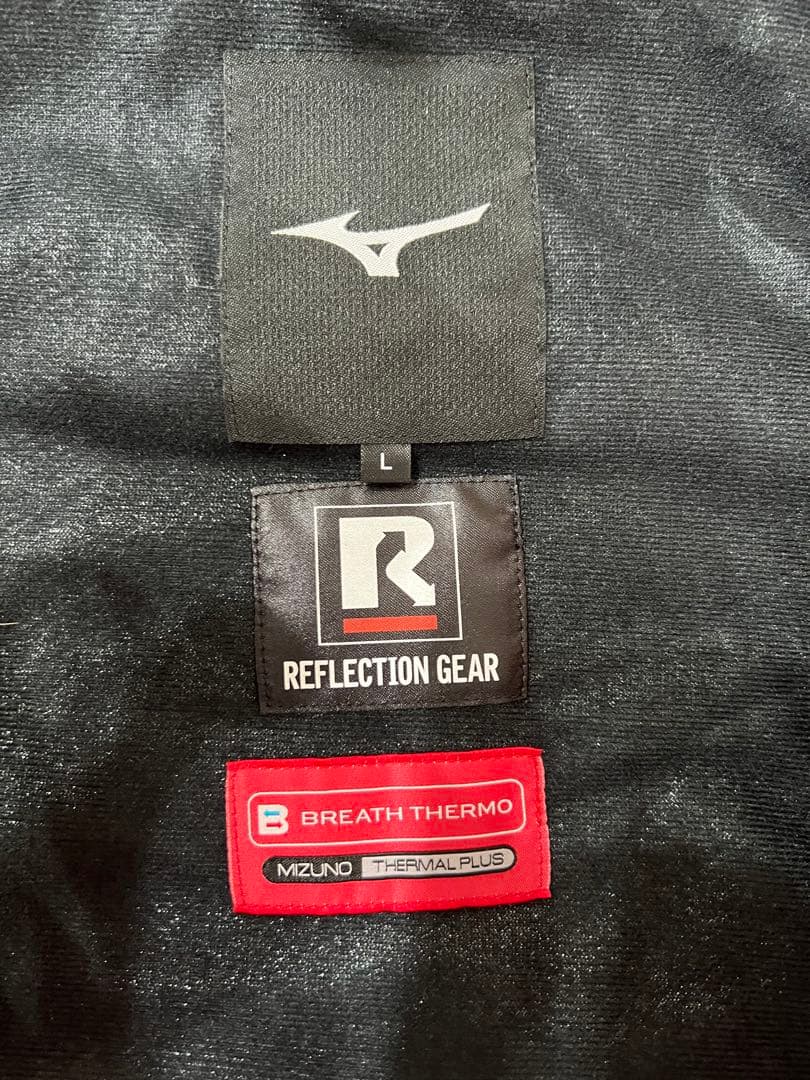 L
R
REFLECTION GEAR
B BREATH THERMO
MIZUNO THERMAL PLUS